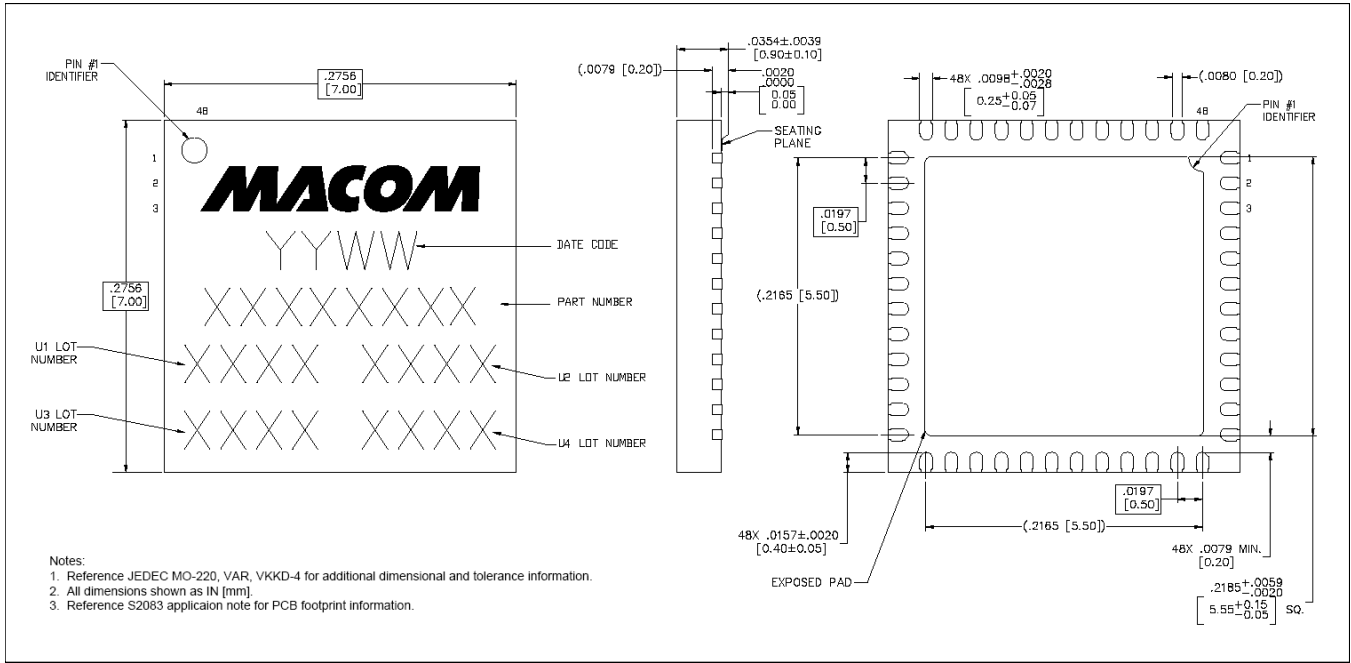 PIN #1
IDENTIFIER
.2756
[7.00]
48
1
2
3
MACOM
YYWW
DATE CODE
.2756
[7.00]
XXXXXXXX
PART NUMBER
U1 LOT
NUMBER
XXXX XXXX
U2 LOT NUMBER
U3 LOT
NUMBER
XXXX XXXX
U4 LOT NUMBER
.0354±.0039
[0.90±0.10]
(.0079 [0.20])
.0020
.0000
[0.05
0.00]
SEATING
PLANE
48X .0098+.0020
-.0028
[0.25+0.05
-0.07]
(.0080 [0.20])
48
PIN #1
IDENTIFIER
1
2
3
.0197
[0.50]
(.2165 [5.50])
.0197
[0.50]
(.2165 [5.50])
48X .0157±.0020
[0.40±0.05]
EXPOSED PAD
48X .0079 MIN.
[0.20]
.2185+.0059
-.0020
[5.55+0.15
-0.05] SQ.
Notes:
1. Reference JEDEC MO-220, VAR, VKKD-4 for additional dimensional and tolerance information.
2. All dimensions shown as IN [mm].
3. Reference S2083 applicaion note for PCB footprint information.